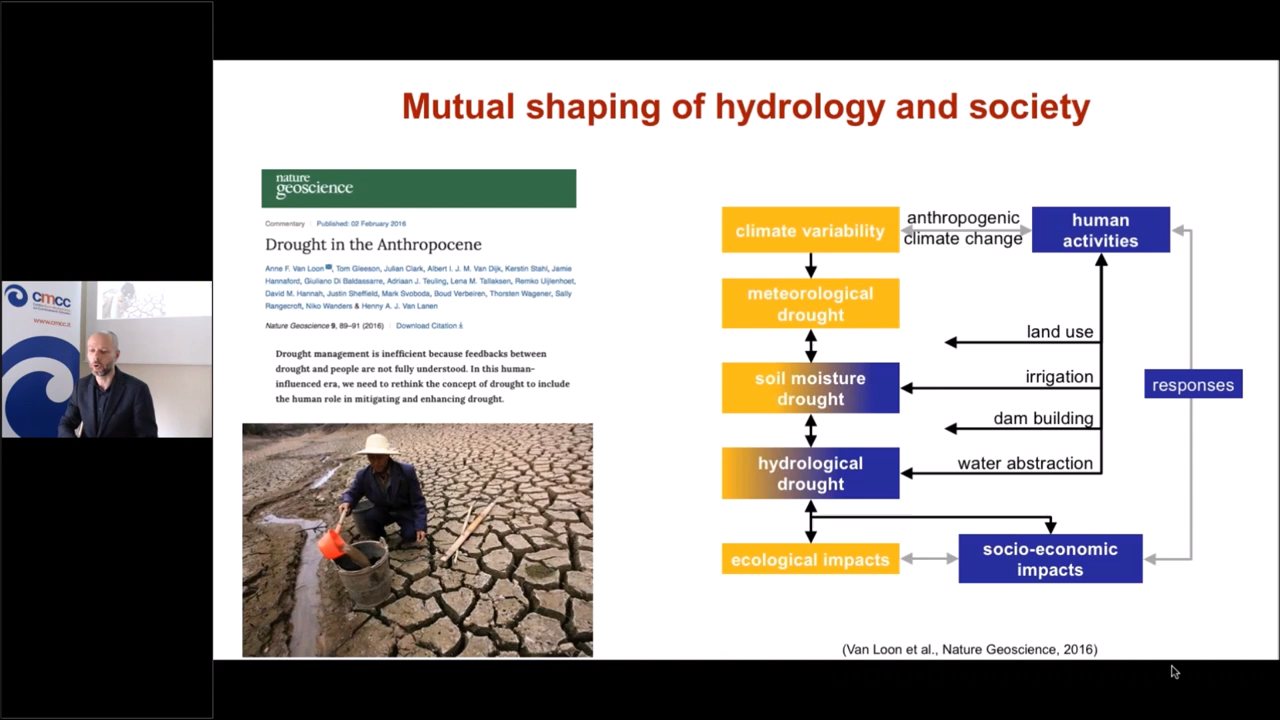 Mutual shaping of hydrology and society
nature
geoscience
Commentary | Published: 02 February 2016
Drought in the Anthropocene
Anne F. Van Loon, Tom Gleeson, Julian Clark, Albert I. J. M. Van Dijk, Kerstin Stahl, Jamie
Hannaford, Giuliano Di Baldassarre, Adriaan J. Teuling, Lena M. Tallaksen, Remko Uijlenhoet,
David M. Hannah, Justin Sheffield, Mark Svoboda, Boud Verbeiren, Thorsten Wagener, Sally
Rangecroft, Niko Wanders & Henny A. J. Van Lanen
Nature Geoscience 9, 89–91 (2016) | Download Citation
Drought management is inefficient because feedbacks between
drought and people are not fully understood. In this human-
influenced era, we need to rethink the concept of drought to include
the human role in mitigating and enhancing drought.
climate variability
anthropogenic
climate change
human
activities
meteorological
drought
land use
soil moisture
drought
irrigation
responses
dam building
hydrological
drought
water abstraction
ecological impacts
socio-economic
impacts
(Van Loon et al., Nature Geoscience, 2016)
cmcc
www.cmcc.it